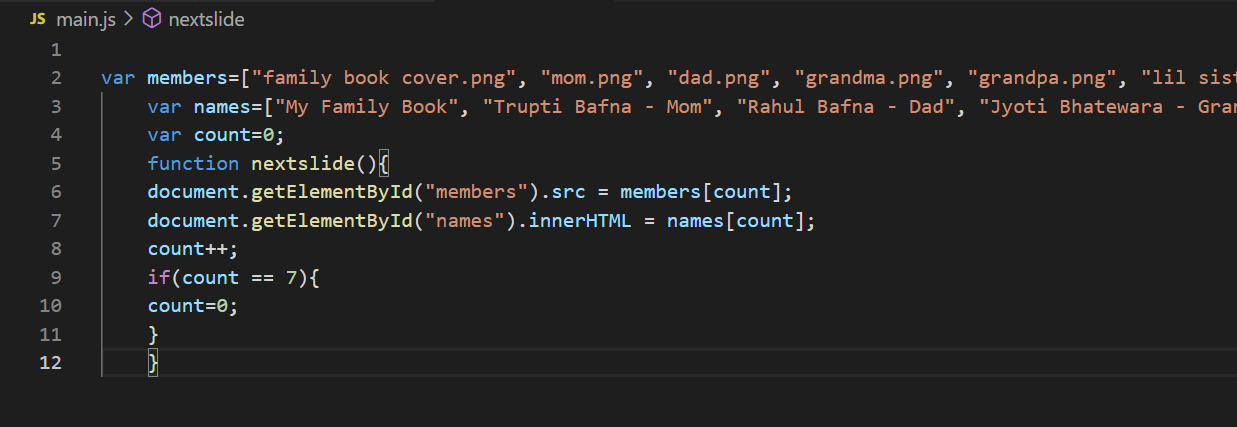 JS main.js > nextslide
1
2 var members=["family book cover.png", "mom.png", "dad.png", "grandma.png", "grandpa.png", "lil sist
3 var names=["My Family Book", "Trupti Bafna - Mom", "Rahul Bafna - Dad", "Jyoti Bhatewara - Gran
4 var count=0;
5 function nextslide(){
6 document.getElementById("members").src = members[count];
7 document.getElementById("names").innerHTML = names[count];
8 count++;
9 if(count == 7){
10 count=0;
11 }
12 }